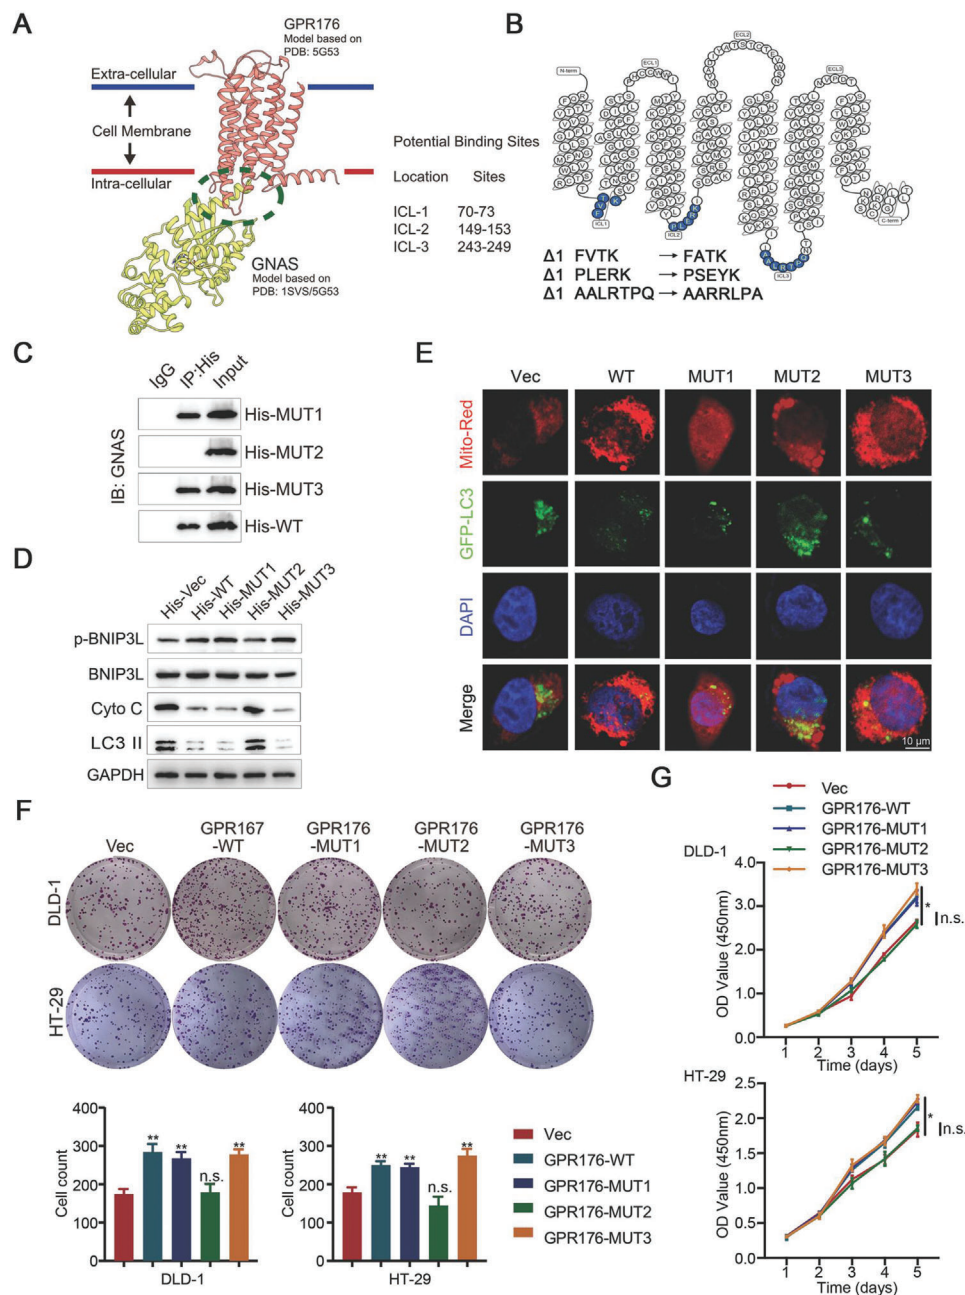 A
GPR176
Model based on
PDB: 5G53
Extra-cellular
Cell Membrane
Intra-cellular
GNAS
Model based on
PDB: 1SVS/5G53
Potential Binding Sites
Location Sites
ICL-1 70-73
ICL-2 149-153
ICL-3 243-249
B
N-term
ECL1
ECL2
ECL3
ICL1
ICL2
ICL3
C-term
Δ1 FVTK → FATK
Δ1 PLERK → PSEYK
Δ1 AALRTPQ → AARRLPA
C
IgG IP:His Input
IB: GNAS
His-MUT1
His-MUT2
His-MUT3
His-WT
D
His-Vec His-WT His-MUT1 His-MUT2 His-MUT3
p-BNIP3L
BNIP3L
Cyto C
LC3 II
GAPDH
E
Vec WT MUT1 MUT2 MUT3
Mito-Red
GFP-LC3
DAPI
Merge
10 μm
F
Vec
GPR167
-WT
GPR176
-MUT1
GPR176
-MUT2
GPR176
-MUT3
DLD-1
HT-29
Cell count
400
300
200
100
0
** ** n.s. **
DLD-1
Cell count
400
300
200
100
0
** ** n.s. **
HT-29
Vec
GPR176-WT
GPR176-MUT1
GPR176-MUT2
GPR176-MUT3
G
Vec
GPR176-WT
GPR176-MUT1
GPR176-MUT2
GPR176-MUT3
DLD-1
OD Value (450nm)
4.0
3.0
2.0
1.0
0.0
* n.s.
1 2 3 4 5
Time (days)
HT-29
OD Value (450nm)
2.5
2.0
1.5
1.0
0.5
0.0
* n.s.
1 2 3 4 5
Time (days)